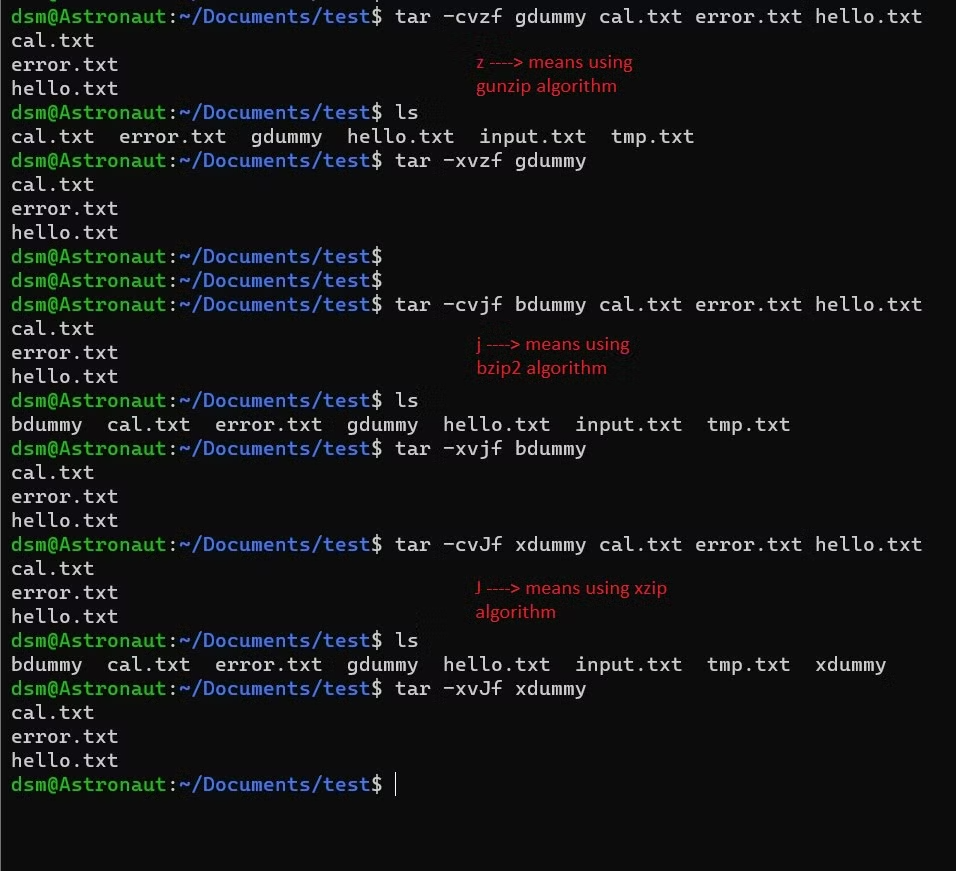 dsm@Astronaut:~/Documents/test$ tar -cvzf gdummy cal.txt error.txt hello.txt
cal.txt
error.txt
hello.txt
z ----> means using
gunzip algorithm
dsm@Astronaut:~/Documents/test$ ls
cal.txt  error.txt  gdummy  hello.txt  input.txt  tmp.txt
dsm@Astronaut:~/Documents/test$ tar -xvzf gdummy
cal.txt
error.txt
hello.txt
dsm@Astronaut:~/Documents/test$
dsm@Astronaut:~/Documents/test$
dsm@Astronaut:~/Documents/test$ tar -cvjf bdummy cal.txt error.txt hello.txt
cal.txt
error.txt
hello.txt
j ----> means using
bzip2 algorithm
dsm@Astronaut:~/Documents/test$ ls
bdummy  cal.txt  error.txt  gdummy  hello.txt  input.txt  tmp.txt
dsm@Astronaut:~/Documents/test$ tar -xvjf bdummy
cal.txt
error.txt
hello.txt
dsm@Astronaut:~/Documents/test$ tar -cvJf xdummy cal.txt error.txt hello.txt
cal.txt
error.txt
hello.txt
J ----> means using xzip
algorithm
dsm@Astronaut:~/Documents/test$ ls
bdummy  cal.txt  error.txt  gdummy  hello.txt  input.txt  tmp.txt  xdummy
dsm@Astronaut:~/Documents/test$ tar -xvJf xdummy
cal.txt
error.txt
hello.txt
dsm@Astronaut:~/Documents/test$